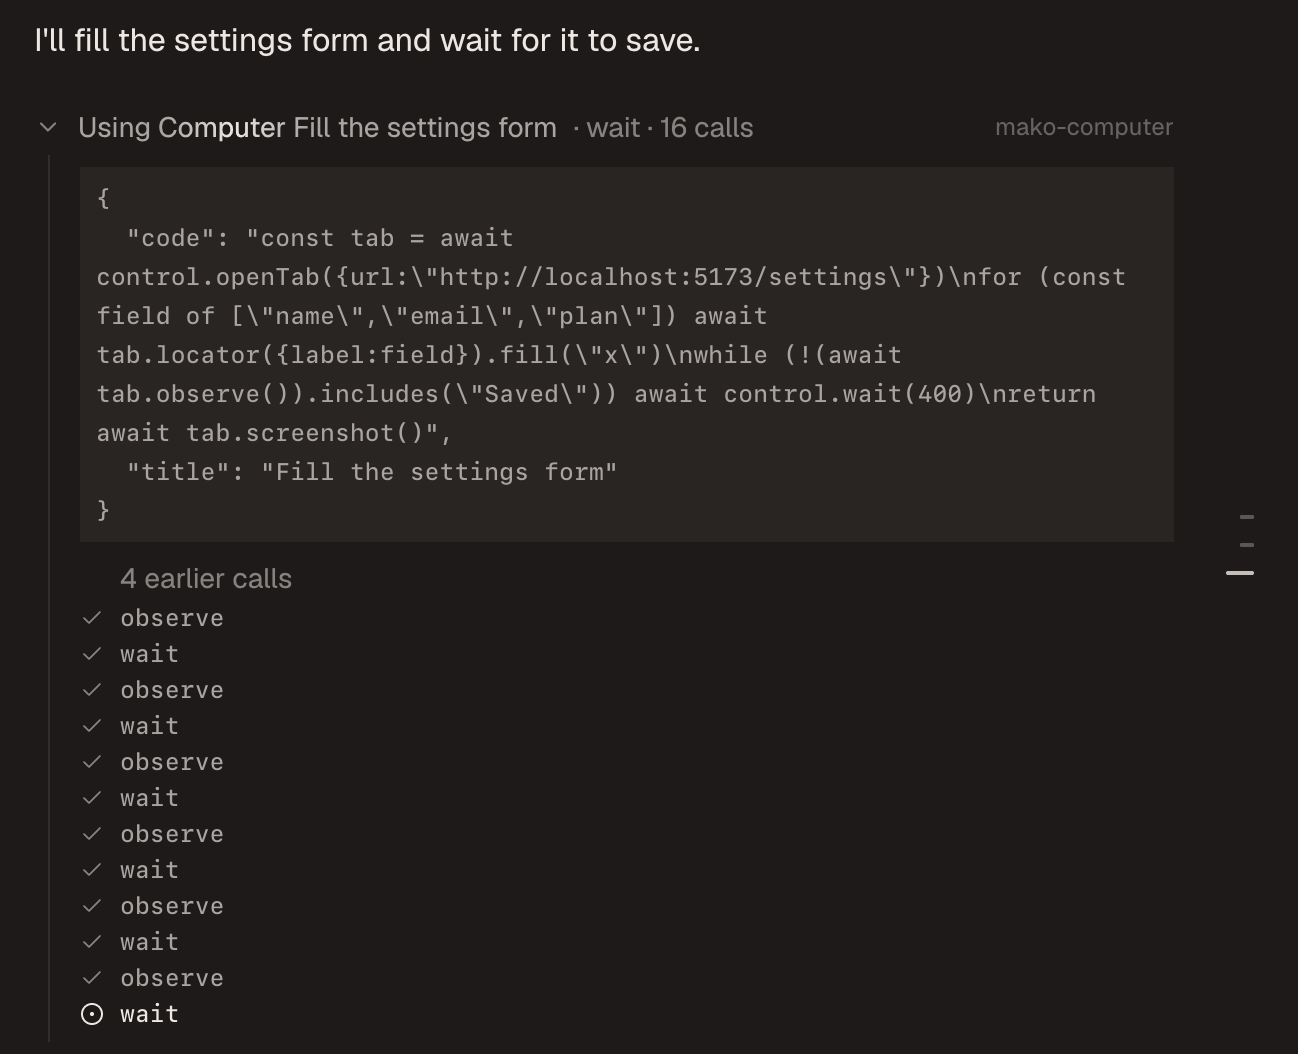 I'll fill the settings form and wait for it to save.
Using Computer Fill the settings form · wait · 16 calls
mako-computer
{
  "code": "const tab = await
control.openTab({url:\"http://localhost:5173/settings\"})\nfor (const
field of [\"name\",\"email\",\"plan\"]) await
tab.locator({label:field}).fill(\"x\")\nwhile (!(await
tab.observe()).includes(\"Saved\")) await control.wait(400)\nreturn
await tab.screenshot()",
  "title": "Fill the settings form"
}
4 earlier calls
observe
wait
observe
wait
observe
wait
observe
wait
observe
wait
observe
wait